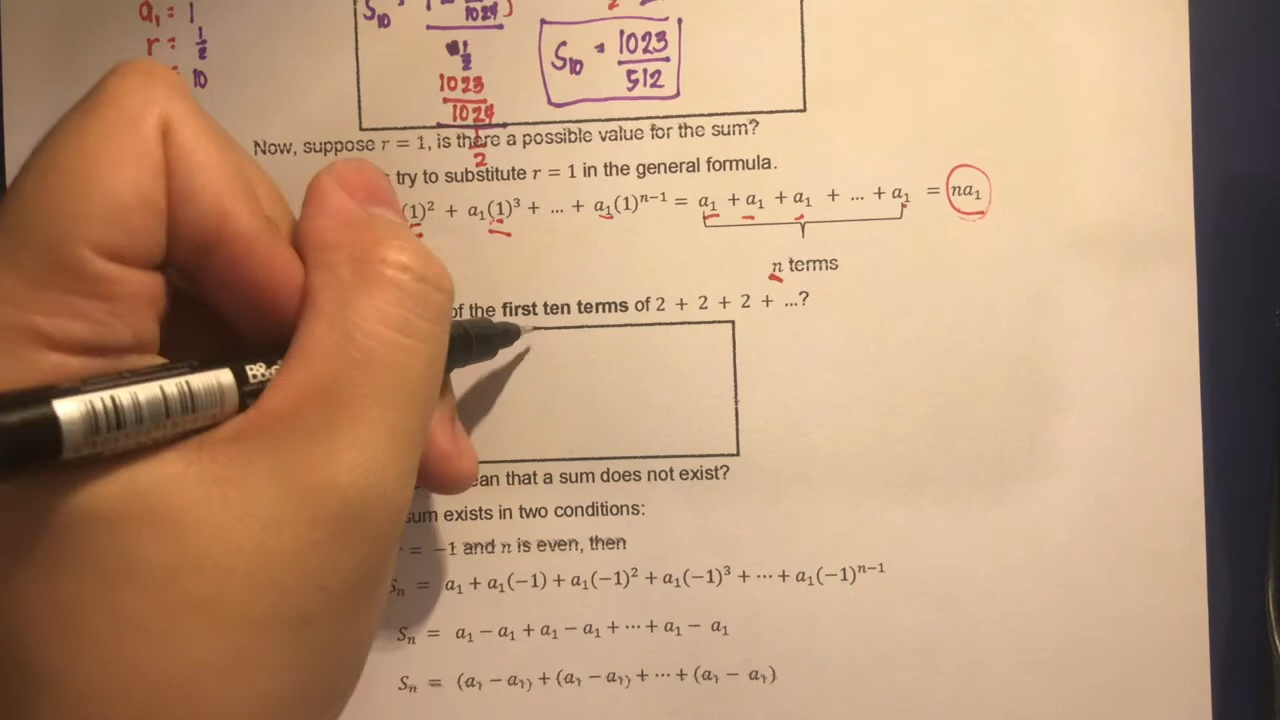 a₁ = 1
r = 1/2
10
S₁₀
1024
1/2
1023/1024
2
S₁₀ = 1023/512
Now, suppose r = 1, is there a possible value for the sum?
try to substitute r = 1 in the general formula.
(1)² + a₁(1)³ + ... + a₁(1)ⁿ⁻¹ = a₁ + a₁ + a₁ + ... + a₁ = na₁
n terms
of the first ten terms of 2 + 2 + 2 + ...?
that a sum does not exist?
sum exists in two conditions:
= −1 and n is even, then
Sₙ = a₁ + a₁(−1) + a₁(−1)² + a₁(−1)³ + ⋯ + a₁(−1)ⁿ⁻¹
Sₙ = a₁ − a₁ + a₁ − a₁ + ⋯ + a₁ − a₁
Sₙ = (a₁ − a₁) + (a₁ − a₁) + ⋯ + (a₁ − a₁)